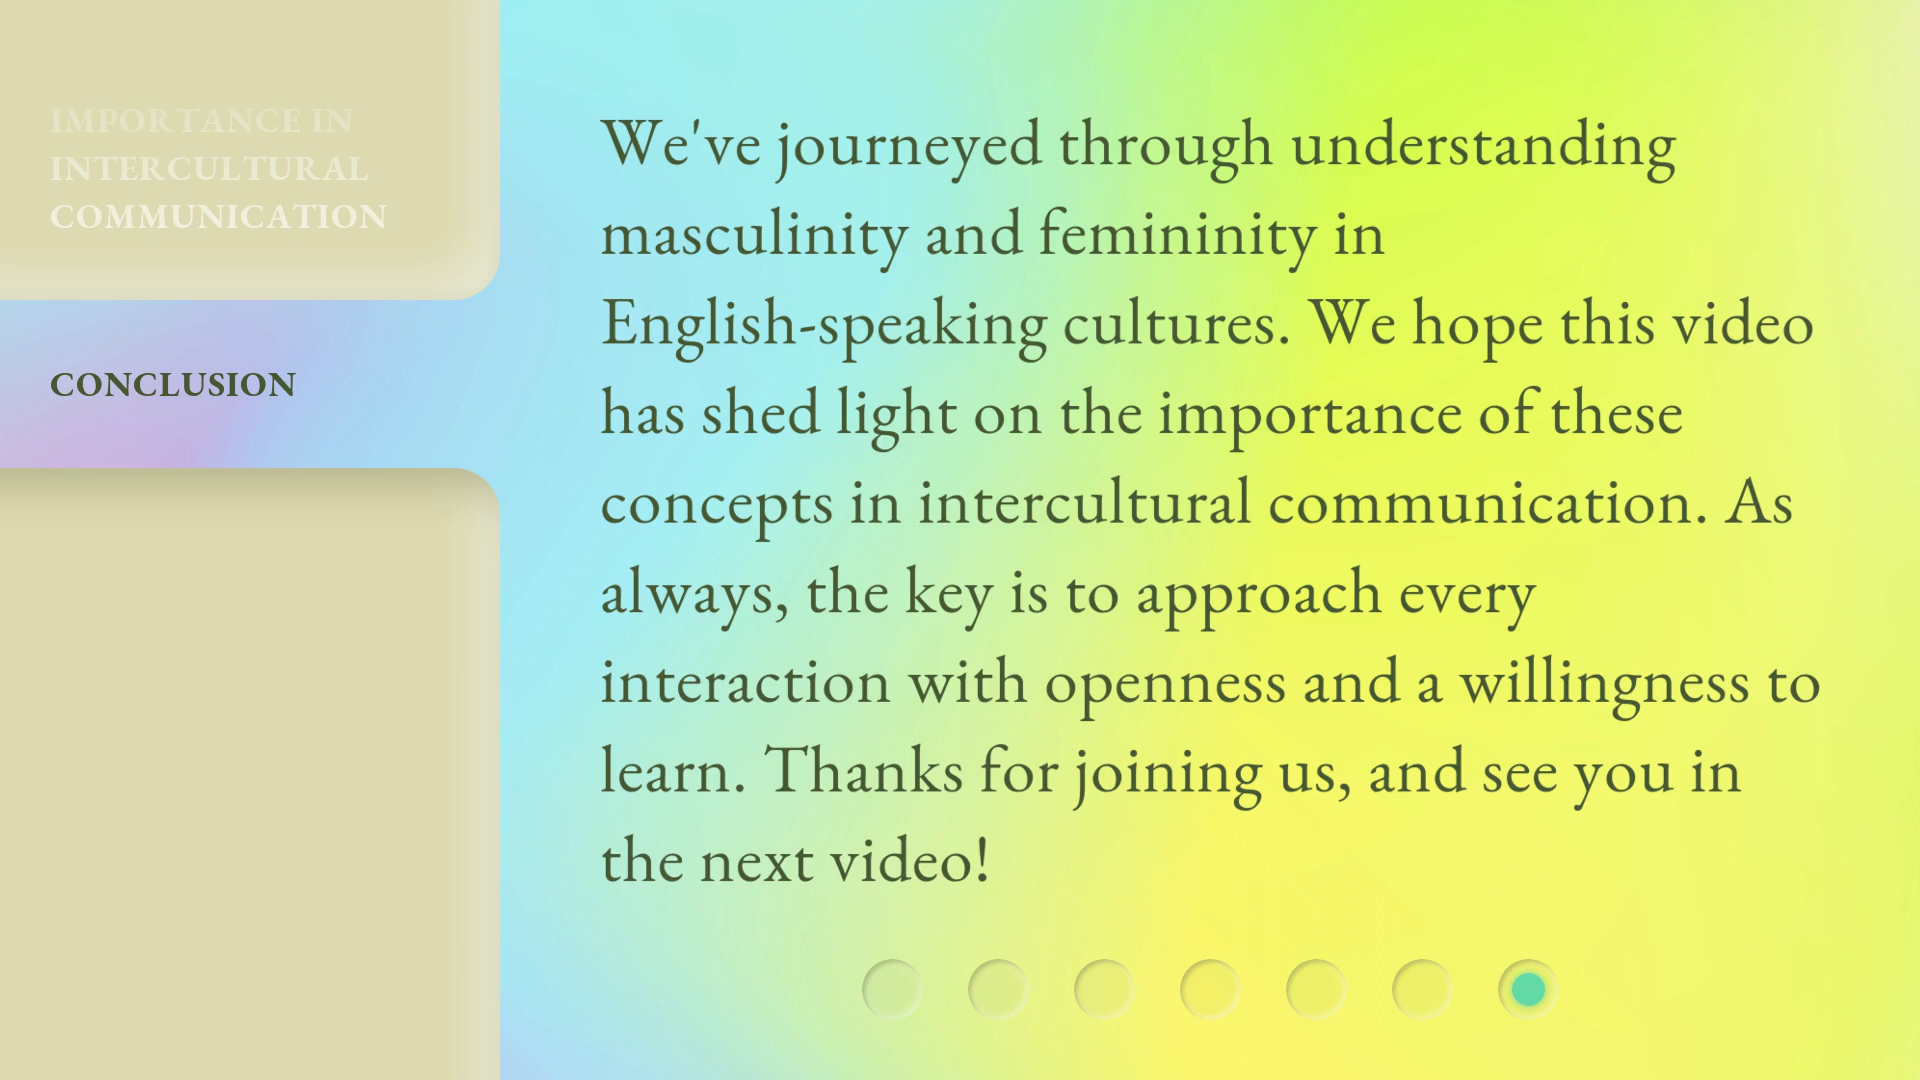 IMPORTANCE IN
INTERCULTURAL
COMMUNICATION
CONCLUSION
We've journeyed through understanding
masculinity and femininity in
English-speaking cultures. We hope this video
has shed light on the importance of these
concepts in intercultural communication. As
always, the key is to approach every
interaction with openness and a willingness to
learn. Thanks for joining us, and see you in
the next video!